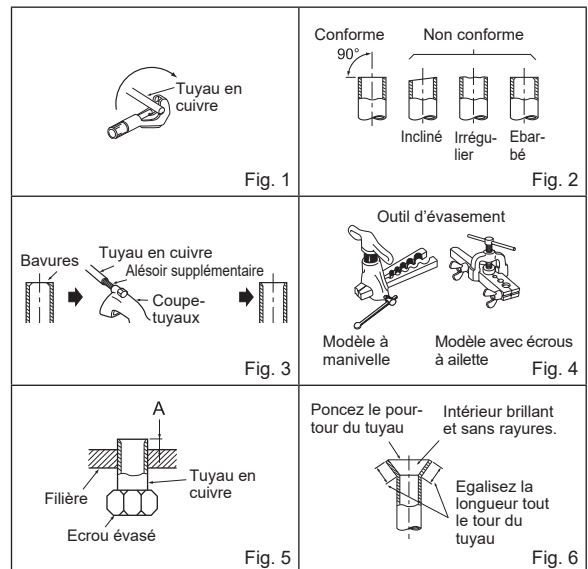 Tuyau en
cuivre
Fig. 1
Conforme
Non conforme
90°
Incliné
Irrégu-
lier
Ebar-
bé
Fig. 2
Bavures
Tuyau en cuivre
Alésoir supplémentaire
Coupe-
tuyaux
Fig. 3
Outil d'évasement
Modèle à
manivelle
Modèle avec écrous
à ailette
Fig. 4
A
Tuyau en
cuivre
Filière
Ecrou évasé
Fig. 5
Poncez le pour-
tour du tuyau
Intérieur brillant
et sans rayures.
Egalisez la
longueur tout
le tour du
tuyau
Fig. 6